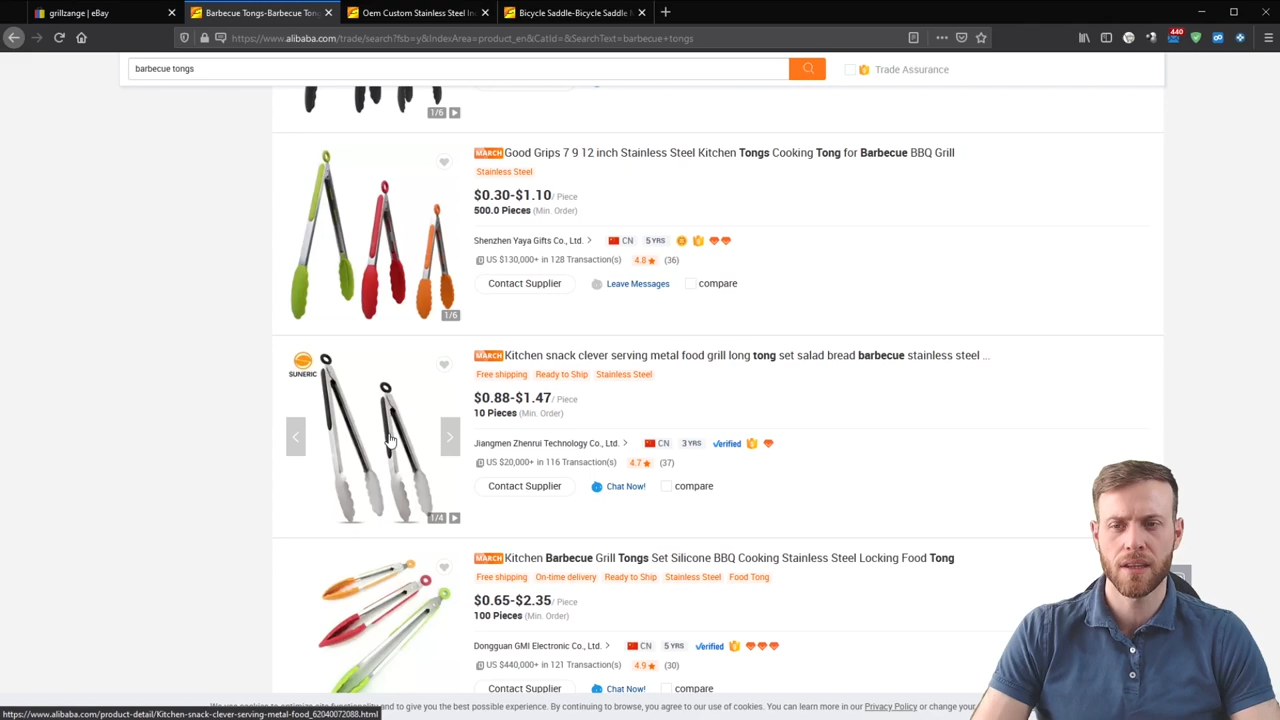 grillzange | eBay
Barbecue Tongs-Barbecue Ton
Oem Custom Stainless Steel In
Bicycle Saddle-Bicycle Saddle
https://www.alibaba.com/trade/search?fsb=y&IndexArea=product_en&CatId=&SearchText=barbecue+tongs
440
barbecue tongs
Trade Assurance
1/6
MARCH Good Grips 7 9 12 inch Stainless Steel Kitchen Tongs Cooking Tong for Barbecue BBQ Grill
Stainless Steel
$0.30-$1.10 / Piece
500.0 Pieces (Min. Order)
Shenzhen Yaya Gifts Co., Ltd. > CN 5 YRS
US $130,000+ in 128 Transaction(s) 4.8 (36)
Contact Supplier Leave Messages compare
1/6
SUNERIC
MARCH Kitchen snack clever serving metal food grill long tong set salad bread barbecue stainless steel ...
Free shipping Ready to Ship Stainless Steel
$0.88-$1.47 / Piece
10 Pieces (Min. Order)
Jiangmen Zhenrui Technology Co., Ltd. > CN 3 YRS Verified
US $20,000+ in 116 Transaction(s) 4.7 (37)
Contact Supplier Chat Now! compare
1/4
MARCH Kitchen Barbecue Grill Tongs Set Silicone BBQ Cooking Stainless Steel Locking Food Tong
Free shipping On-time delivery Ready to Ship Stainless Steel Food Tong
$0.65-$2.35 / Piece
100 Pieces (Min. Order)
Dongguan GMI Electronic Co., Ltd. > CN 5 YRS Verified
US $440,000+ in 121 Transaction(s) 4.9 (30)
Contact Supplier Chat Now! compare
and to give you the best possible experience. By continuing to browse, you agree to our use of cookies. You can learn more in our Privacy Policy or change your
https://www.alibaba.com/product-detail/Kitchen-snack-clever-serving-metal-food_62040072088.html